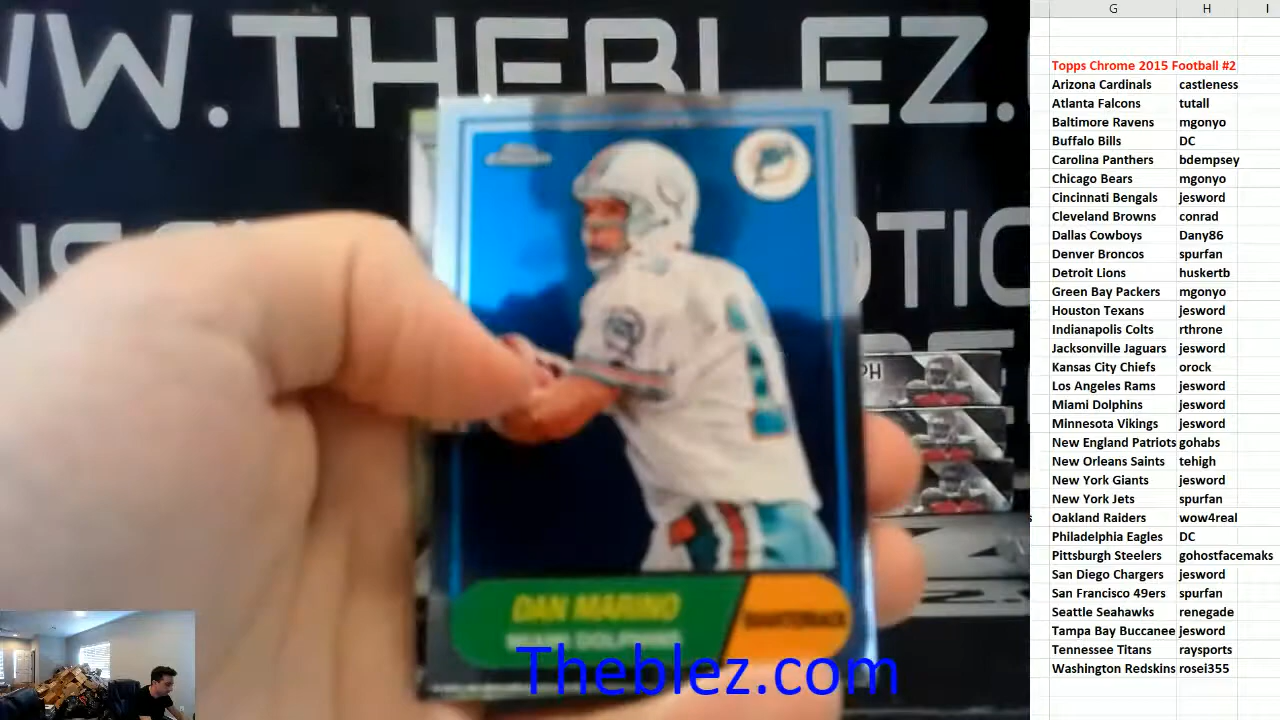 WW.THEBLEZ.
DAN MARINO
MIAMI DOLPHINS
QUARTERBACK
Theblez.com
G H I
Topps Chrome 2015 Football #2
Arizona Cardinals castleness
Atlanta Falcons tutall
Baltimore Ravens mgonyo
Buffalo Bills DC
Carolina Panthers bdempsey
Chicago Bears mgonyo
Cincinnati Bengals jesword
Cleveland Browns conrad
Dallas Cowboys Dany86
Denver Broncos spurfan
Detroit Lions huskertb
Green Bay Packers mgonyo
Houston Texans jesword
Indianapolis Colts rthrone
Jacksonville Jaguars jesword
Kansas City Chiefs orock
Los Angeles Rams jesword
Miami Dolphins jesword
Minnesota Vikings jesword
New England Patriots gohabs
New Orleans Saints tehigh
New York Giants jesword
New York Jets spurfan
Oakland Raiders wow4real
Philadelphia Eagles DC
Pittsburgh Steelers gohostfacemaks
San Diego Chargers jesword
San Francisco 49ers spurfan
Seattle Seahawks renegade
Tampa Bay Buccanee jesword
Tennessee Titans raysports
Washington Redskins rosei355